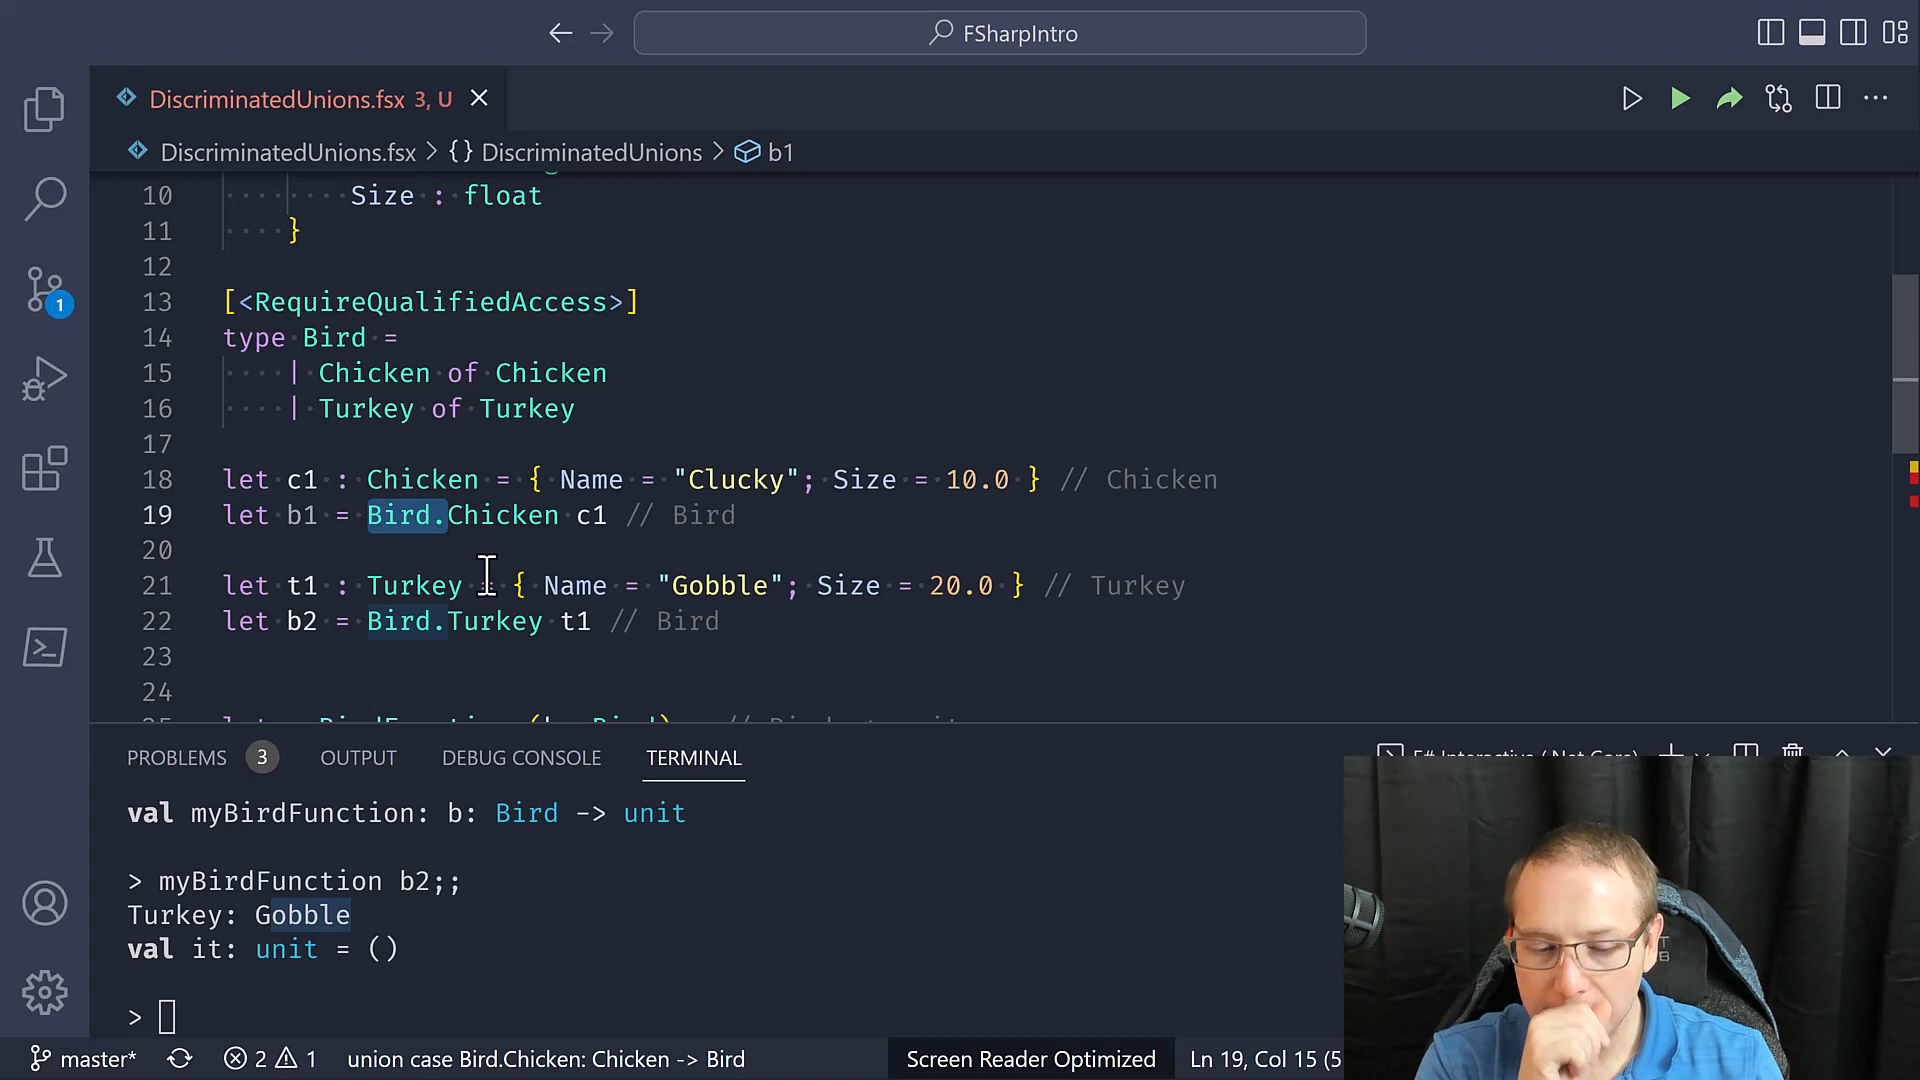 FSharpIntro
DiscriminatedUnions.fsx 3, U
DiscriminatedUnions.fsx > {} DiscriminatedUnions > b1
10 Size : float
11 }
12
13 [<RequireQualifiedAccess>]
14 type Bird =
15 | Chicken of Chicken
16 | Turkey of Turkey
17
18 let c1 : Chicken = { Name = "Clucky"; Size = 10.0 } // Chicken
19 let b1 = Bird.Chicken c1 // Bird
20
21 let t1 : Turkey = { Name = "Gobble"; Size = 20.0 } // Turkey
22 let b2 = Bird.Turkey t1 // Bird
23
24
1
PROBLEMS 3 OUTPUT DEBUG CONSOLE TERMINAL
val myBirdFunction: b: Bird -> unit
> myBirdFunction b2;;
Turkey: Gobble
val it: unit = ()
>
master* 2 1 union case Bird.Chicken: Chicken -> Bird Screen Reader Optimized Ln 19, Col 15 (5